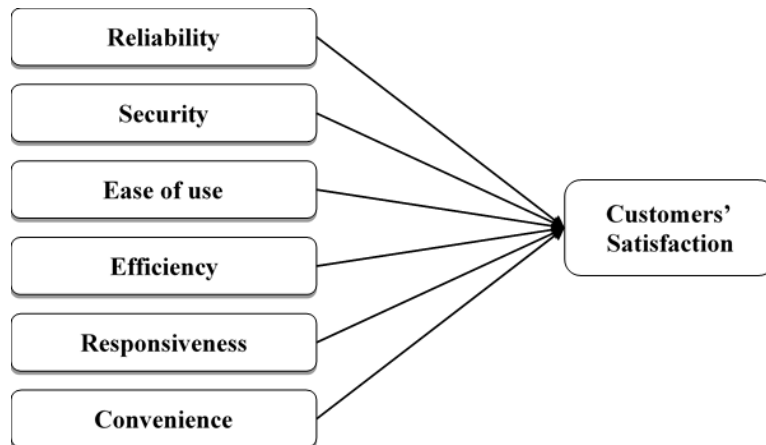 Reliability
Security
Ease of use
Efficiency
Responsiveness
Convenience
Customers’
Satisfaction